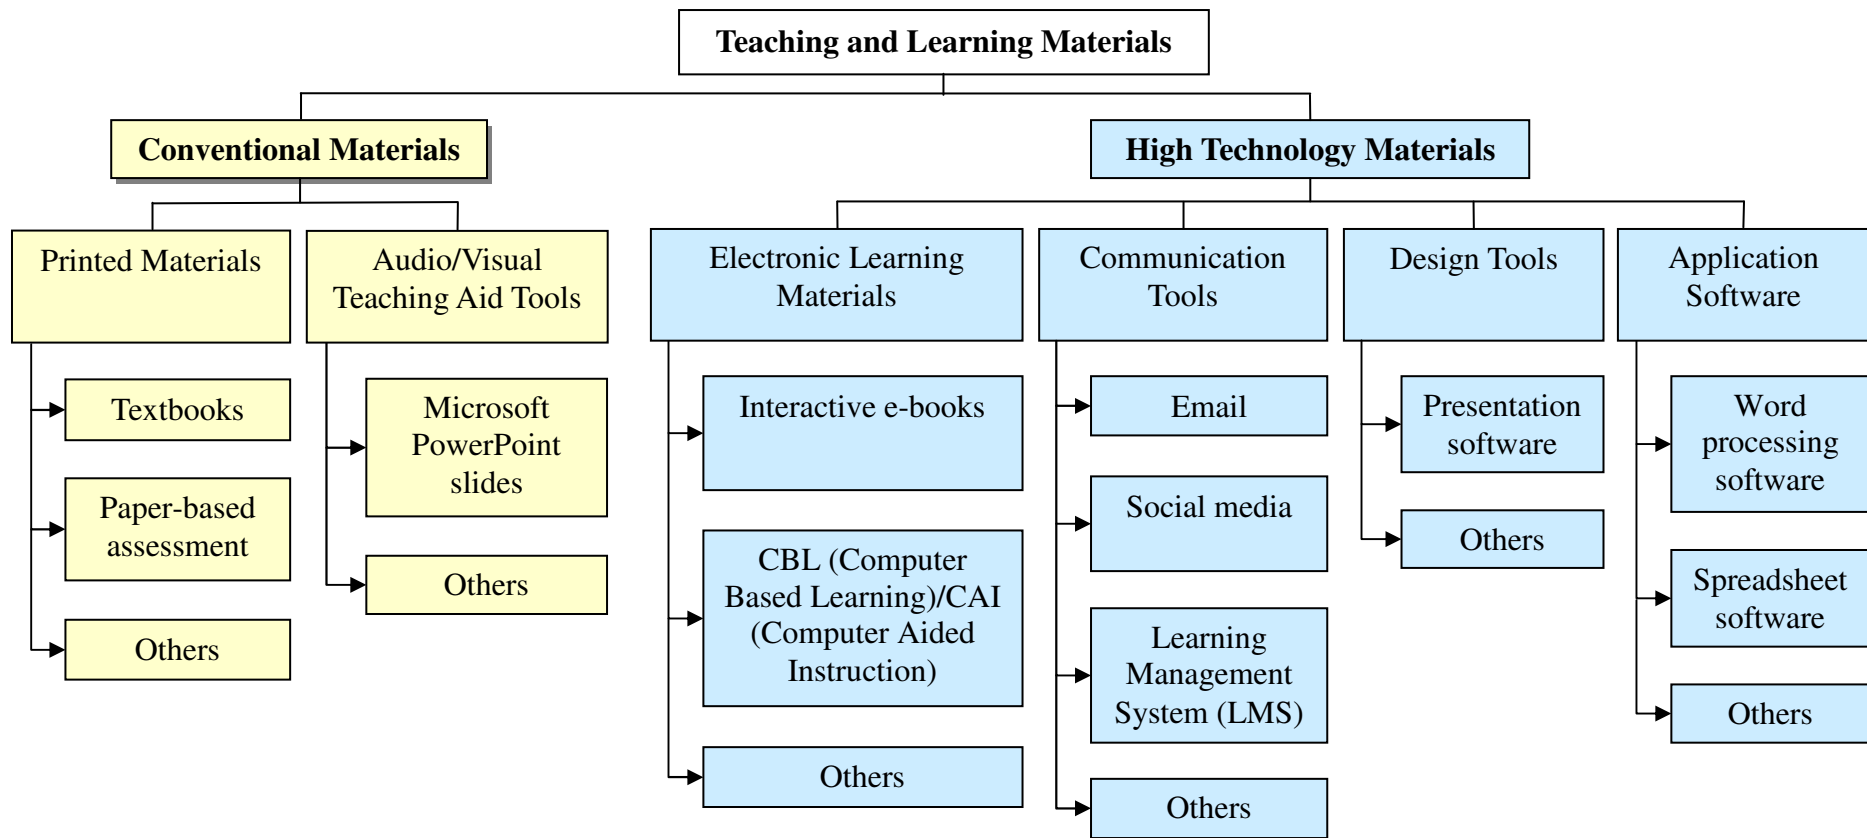 Teaching and Learning Materials
Conventional Materials
High Technology Materials
Printed Materials
Audio/Visual
Teaching Aid Tools
Electronic Learning
Materials
Communication
Tools
Design Tools
Application
Software
Textbooks
Paper-based
assessment
Others
Microsoft
PowerPoint
slides
Others
Interactive e-books
CBL (Computer
Based Learning)/CAI
(Computer Aided
Instruction)
Others
Email
Social media
Learning
Management
System (LMS)
Others
Presentation
software
Others
Word
processing
software
Spreadsheet
software
Others